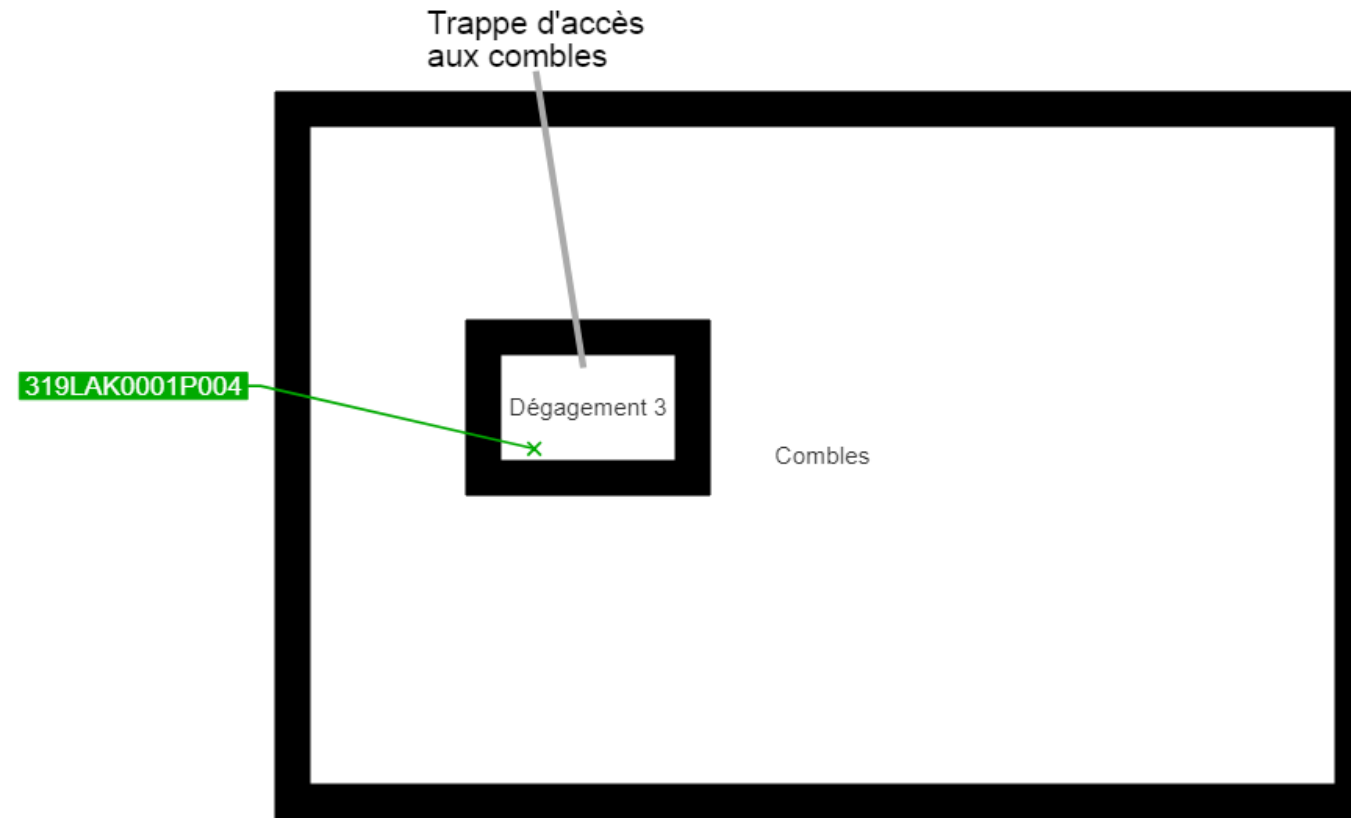 Trappe d'accès
aux combles
319LAK0001P004
Dégagement 3
Combles